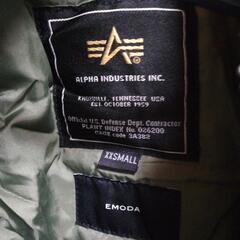 ALPHA INDUSTRIES INC.
KNOXVILLE, TENNESSEE USA
EST. OCTOBER 1959
Official U.S. Defense Dept. Contractor
PLANT INDEX NO. 026200
CAGE CODE 3A382
XXSMALL
EMODA